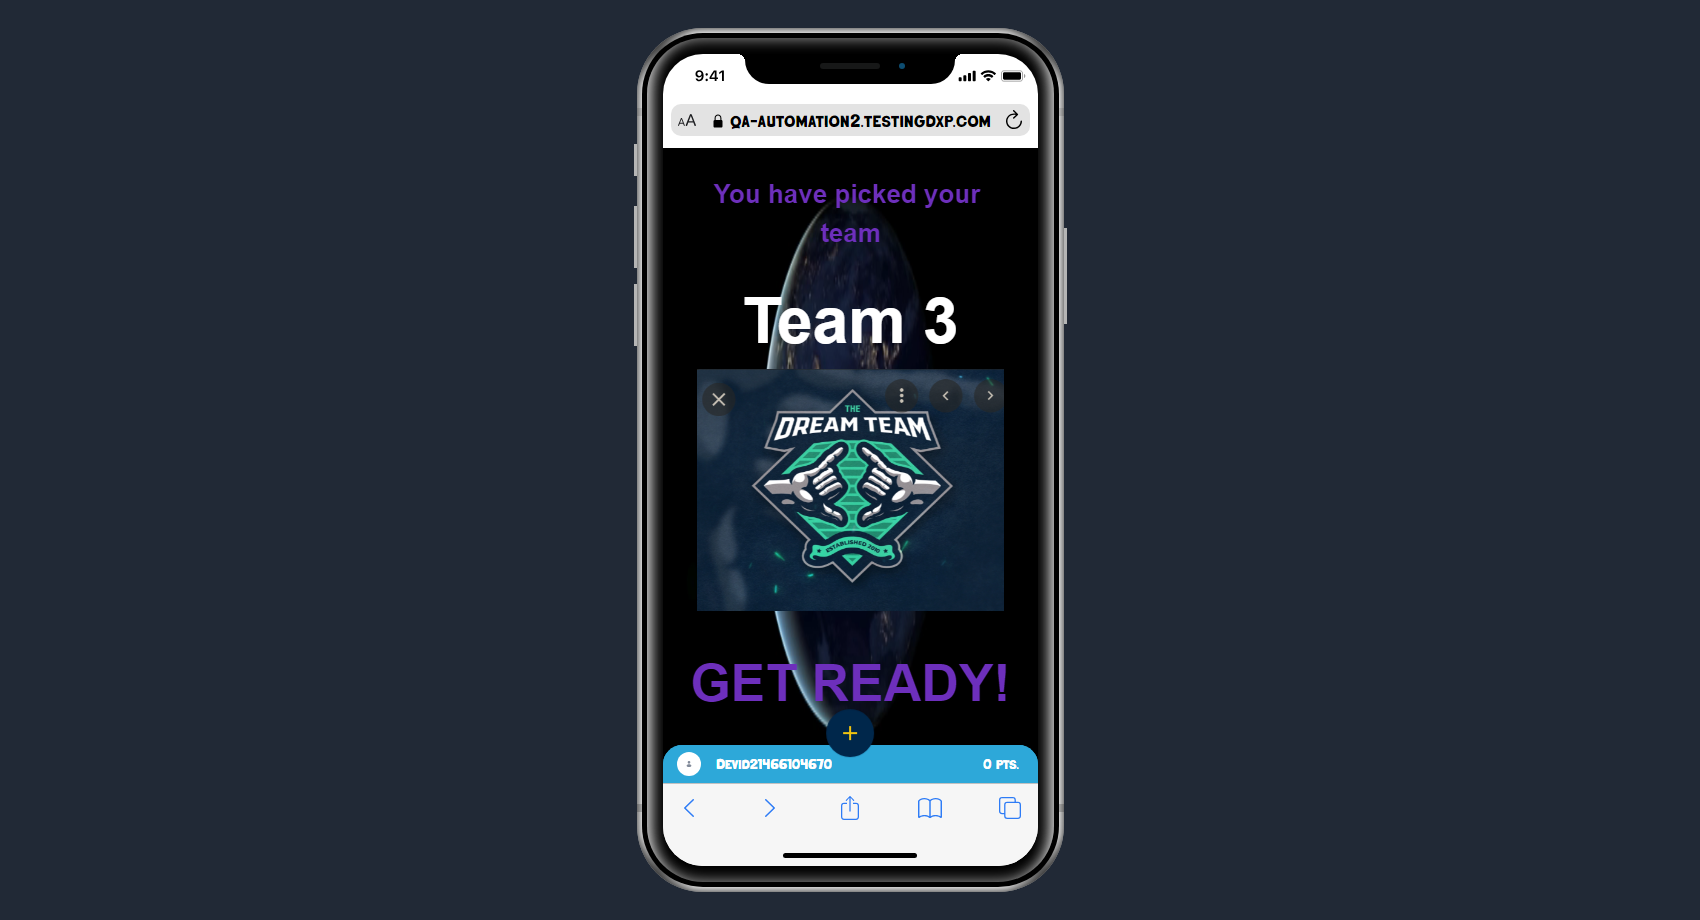 9:41
AA QA-AUTOMATION2.TESTINGDXP.COM
You have picked your
team
Team 3
THE
DREAM TEAM
ESTABLISHED 2010
GET READY!
+
DEVID21466104670 0 PTS.